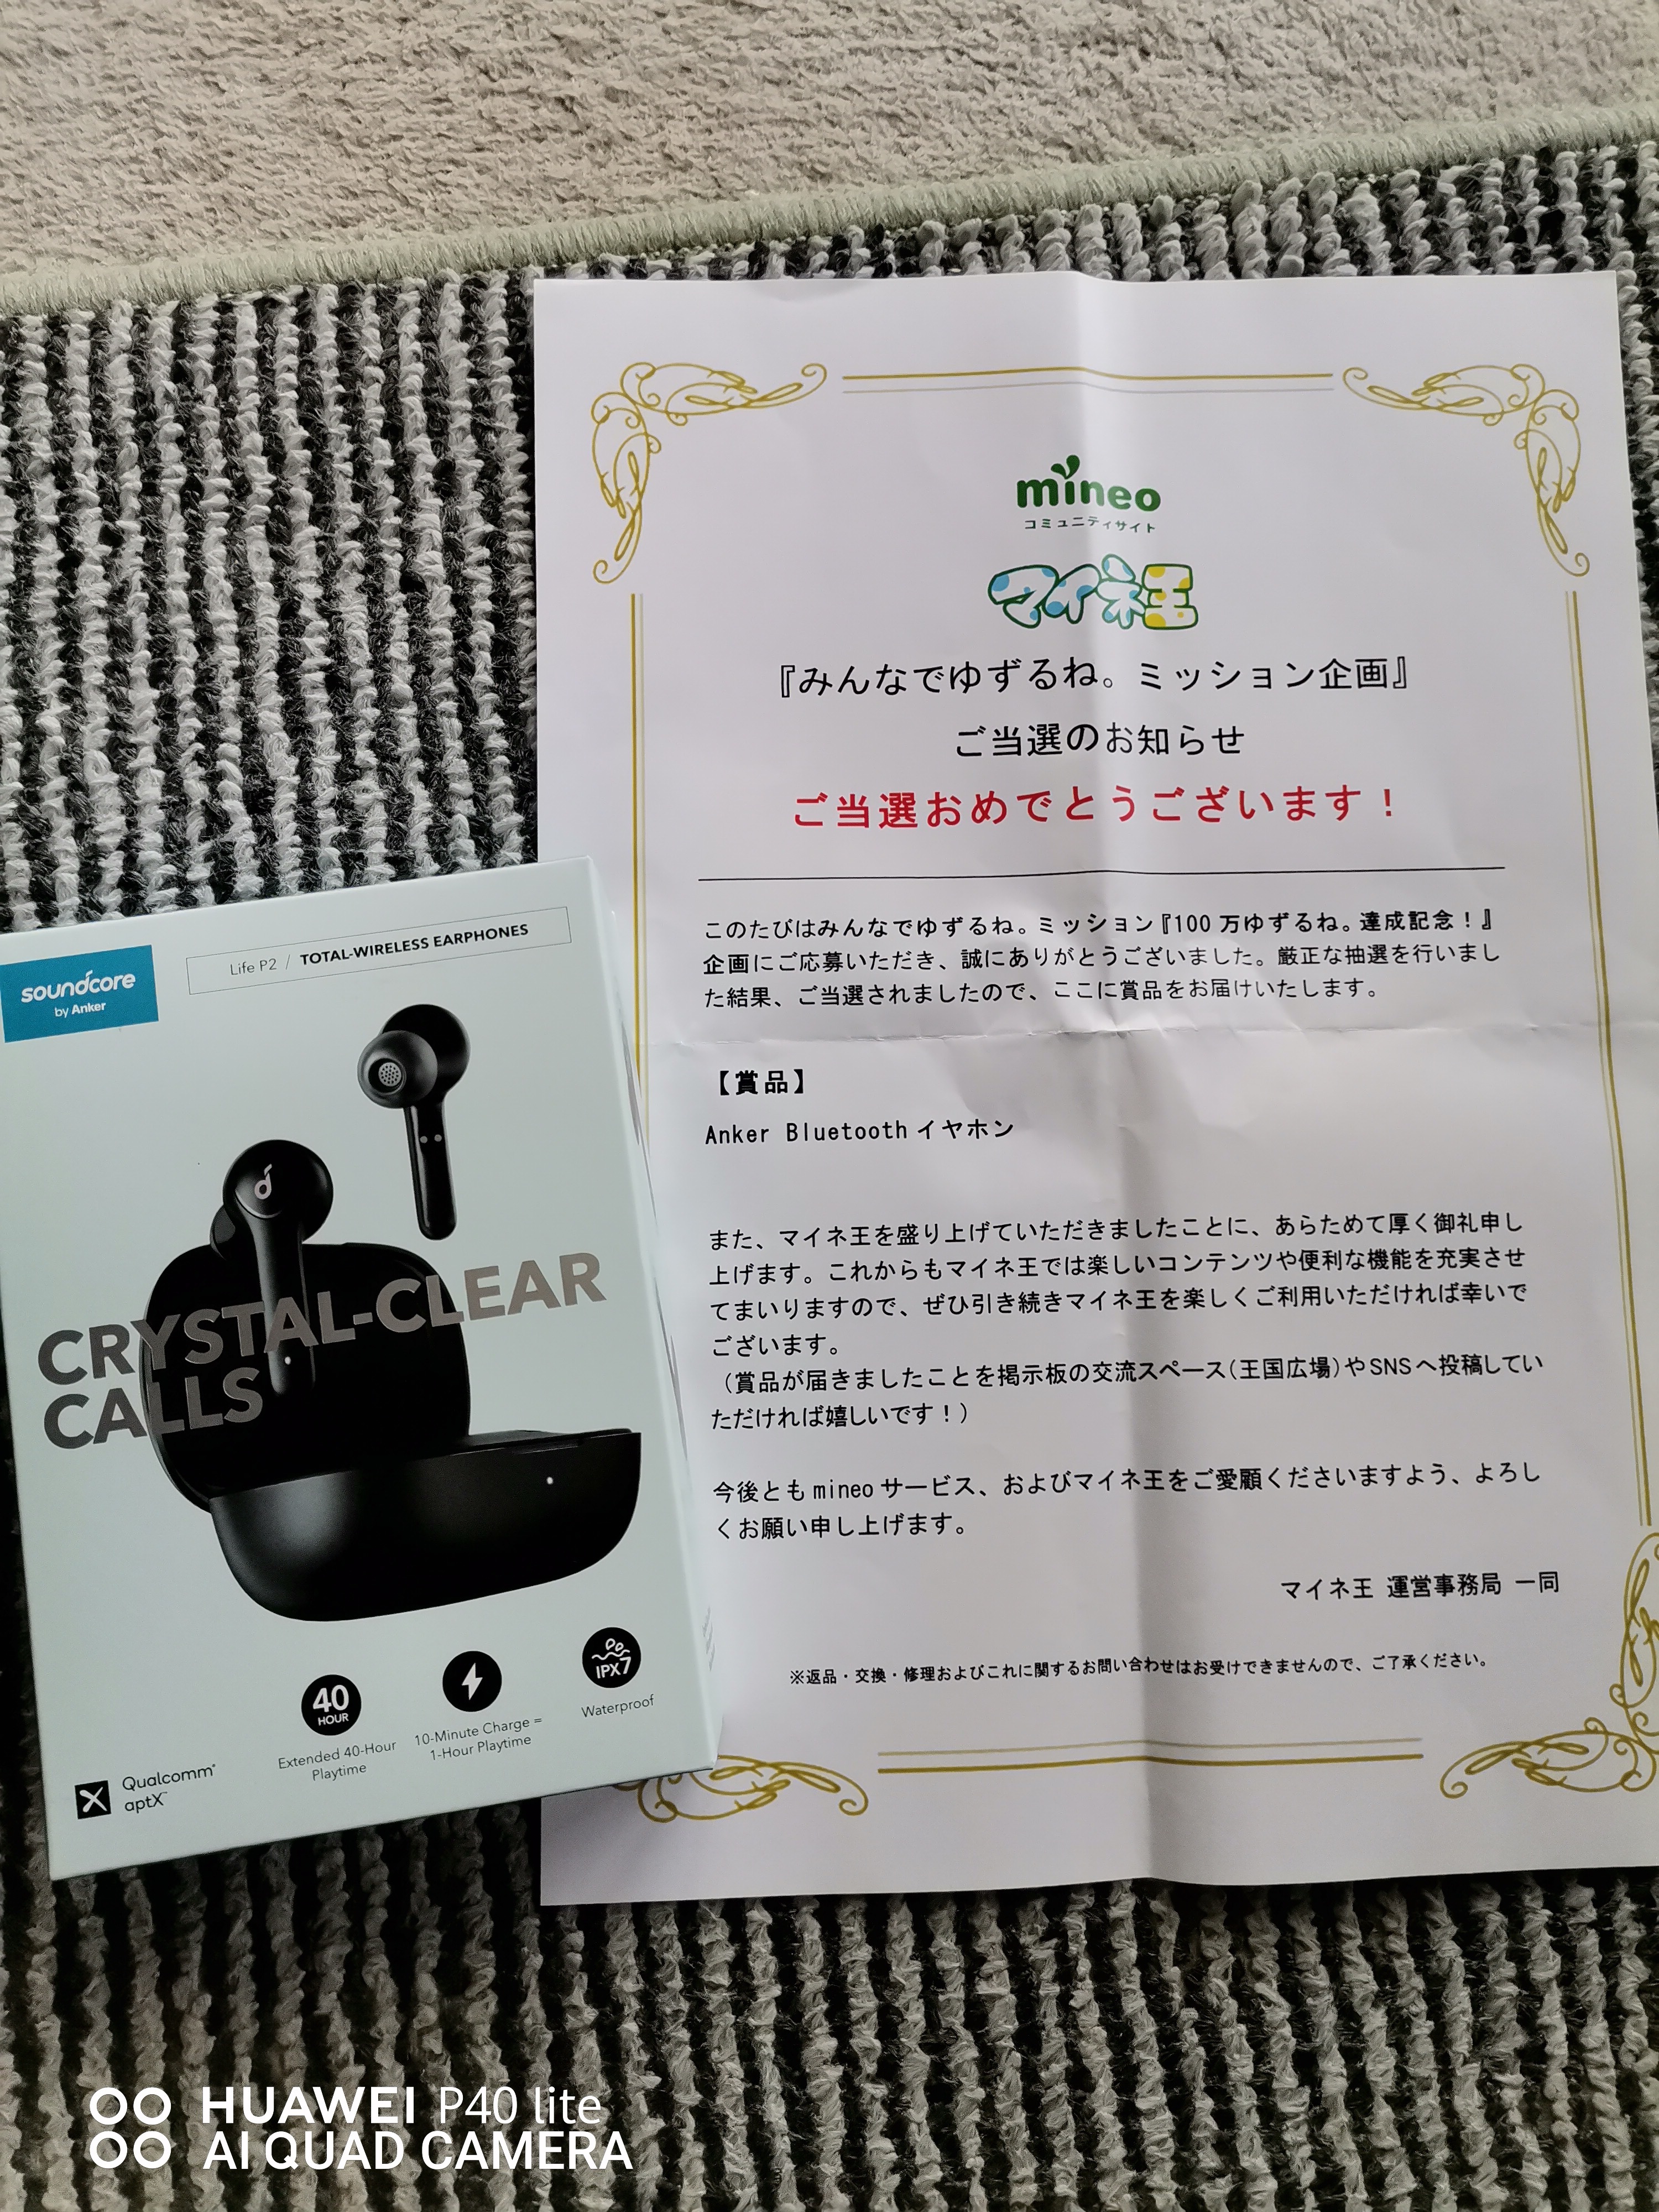 mineo
コミュニティサイト
マイネ王
『みんなでゆずるね。ミッション企画』
ご当選のお知らせ
ご当選おめでとうございます！
このたびはみんなでゆずるね。ミッション『100 万ゆずるね。達成記念！』
企画にご応募いただき、誠にありがとうございました。厳正な抽選を行いまし
た結果、ご当選されましたので、ここに賞品をお届けいたします。
【賞品】
Anker Bluetooth イヤホン
また、マイネ王を盛り上げていただきましたことに、あらためて厚く御礼申し
上げます。これからもマイネ王では楽しいコンテンツや便利な機能を充実させ
てまいりますので、ぜひ引き続きマイネ王を楽しくご利用いただければ幸いで
ございます。
（賞品が届きましたことを掲示板の交流スペース(王国広場)やSNSへ投稿してい
ただければ嬉しいです！）
今後とも mineo サービス、およびマイネ王をご愛顧くださいますよう、よろし
くお願い申し上げます。
マイネ王 運営事務局 一同
※返品・交換・修理およびこれに関するお問い合わせはお受けできませんので、ご了承ください。
soundcore
by Anker
Life P2 / TOTAL-WIRELESS EARPHONES
CRYSTAL-CLEAR
CALLS
40
HOUR
Extended 40-Hour
Playtime
10-Minute Charge =
1-Hour Playtime
IPX7
Waterproof
Qualcomm®
aptX™
HUAWEI P40 lite
AI QUAD CAMERA